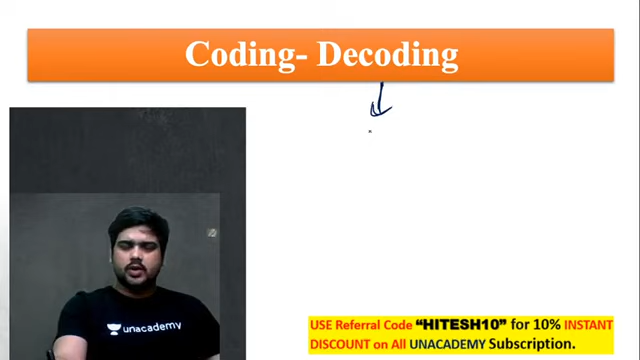 Coding- Decoding
unacademy
USE Referral Code “HITESH10” for 10% INSTANT
DISCOUNT on All UNACADEMY Subscription.